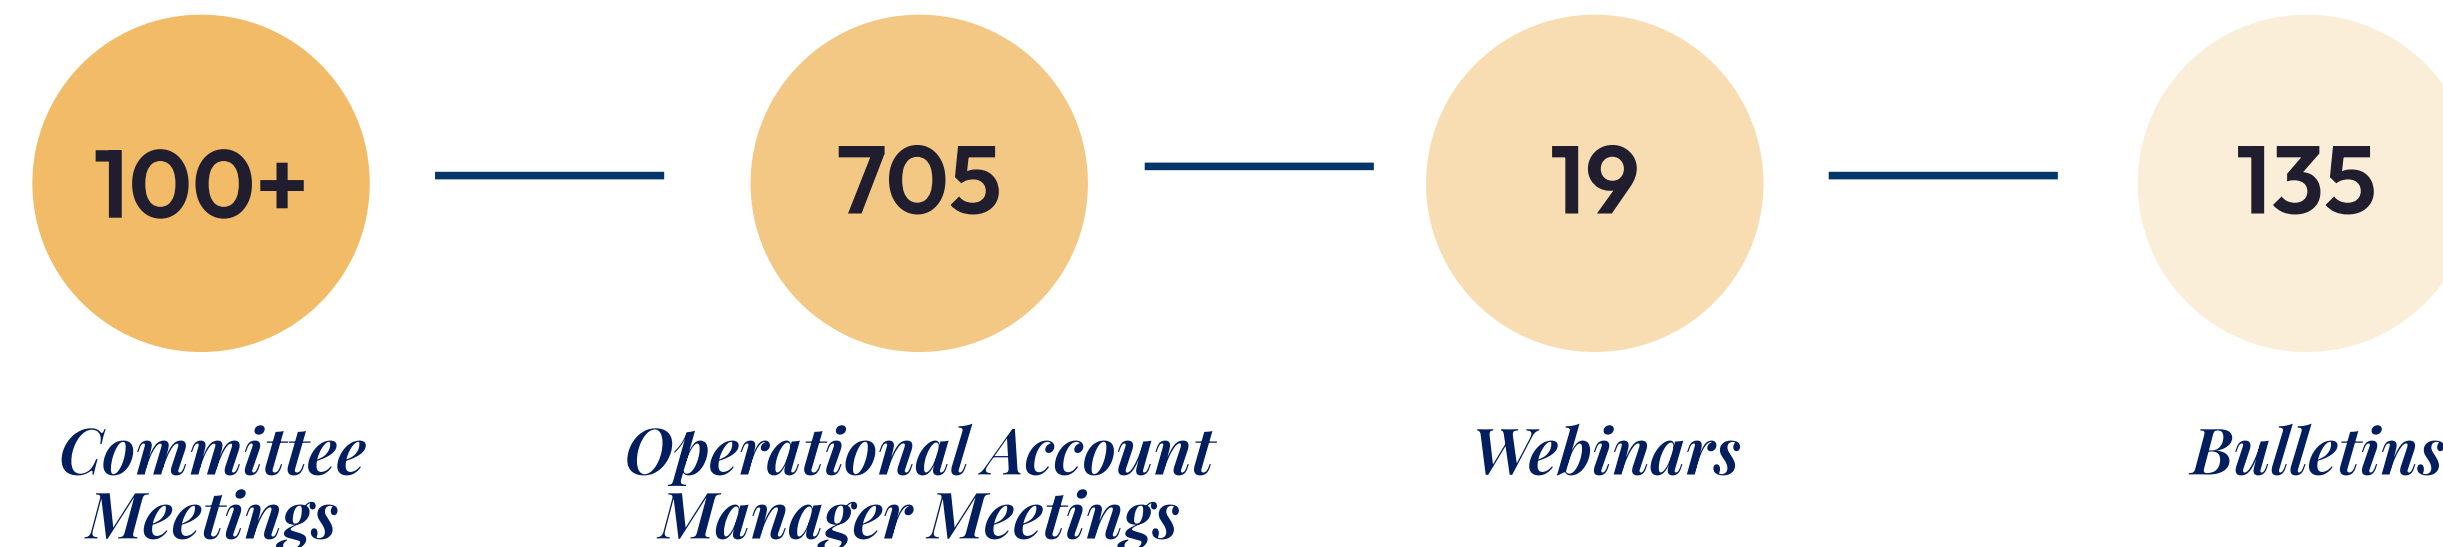 100+
705
19
135
Committee
Meetings
Operational Account
Manager Meetings
Webinars
Bulletins